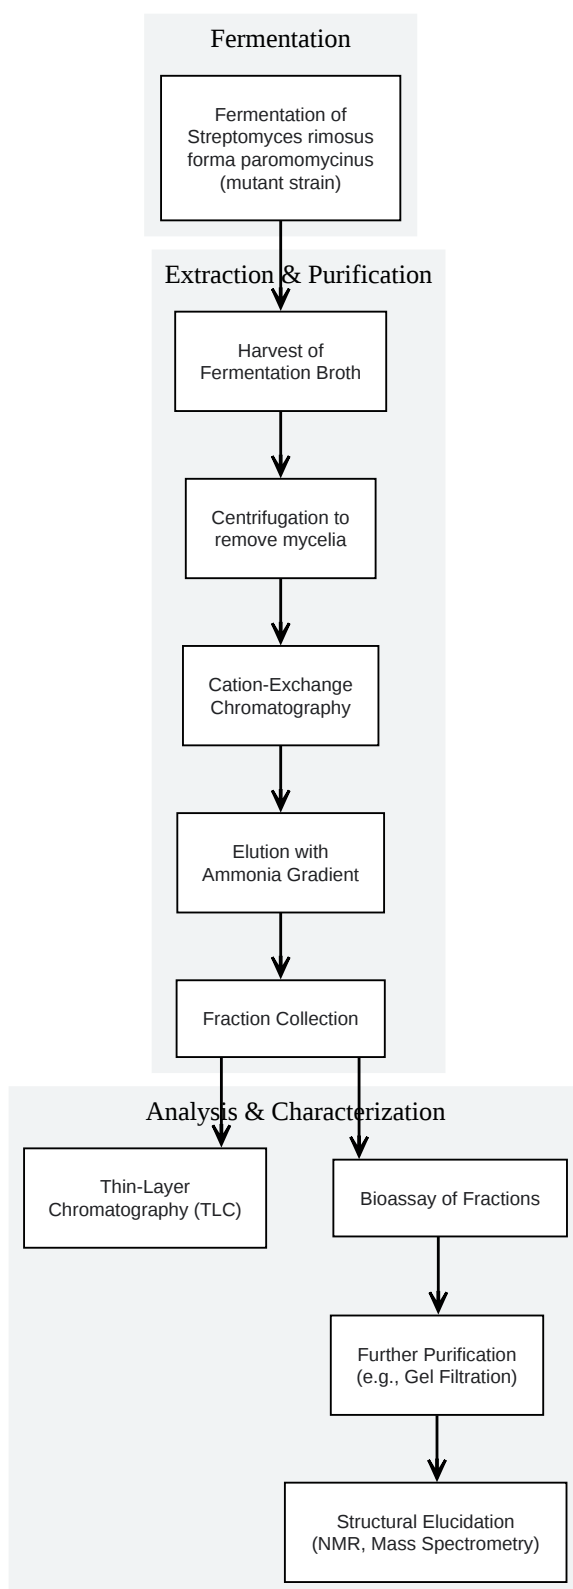 Fermentation
Fermentation of
Streptomyces rimosus
forma paromomycinus
(mutant strain)
Extraction & Purification
Harvest of
Fermentation Broth
Centrifugation to
remove mycelia
Cation-Exchange
Chromatography
Elution with
Ammonia Gradient
Fraction Collection
Analysis & Characterization
Thin-Layer
Chromatography (TLC)
Bioassay of Fractions
Further Purification
(e.g., Gel Filtration)
Structural Elucidation
(NMR, Mass Spectrometry)